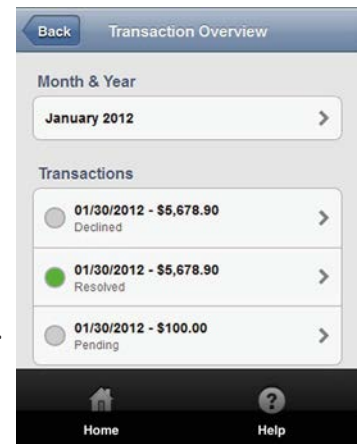 Back Transaction Overview
Month & Year
January 2012
Transactions
01/30/2012 - $5,678.90
Declined
01/30/2012 - $5,678.90
Resolved
01/30/2012 - $100.00
Pending
Home Help